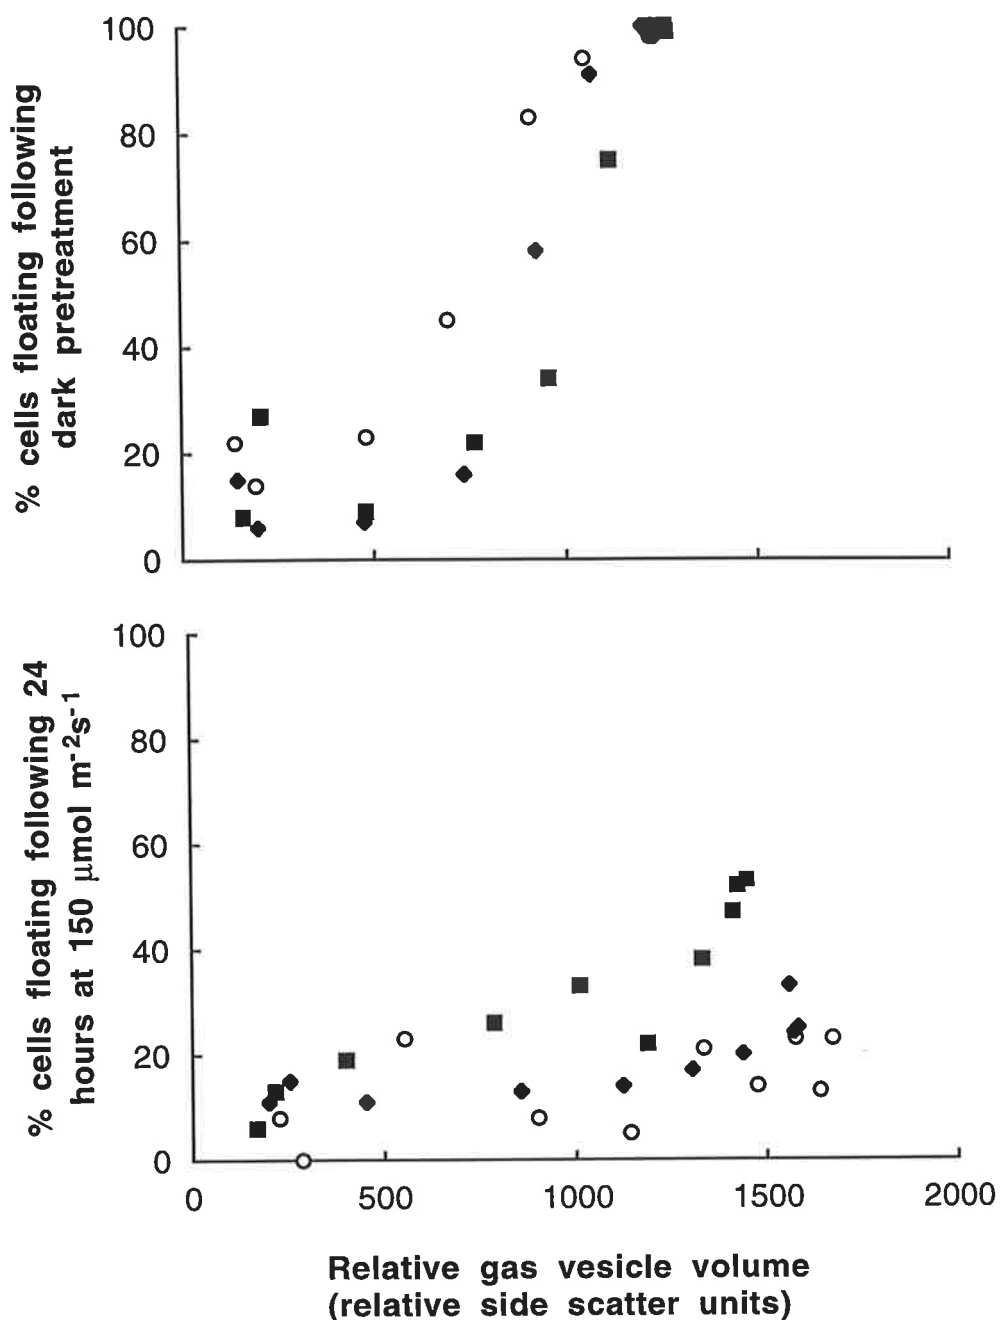 % cells floating following
dark pretreatment
100
80
60
40
20
0
% cells floating following 24
hours at 150 μmol m⁻²s⁻¹
100
80
60
40
20
0
0 500 1000 1500 2000
Relative gas vesicle volume
(relative side scatter units)